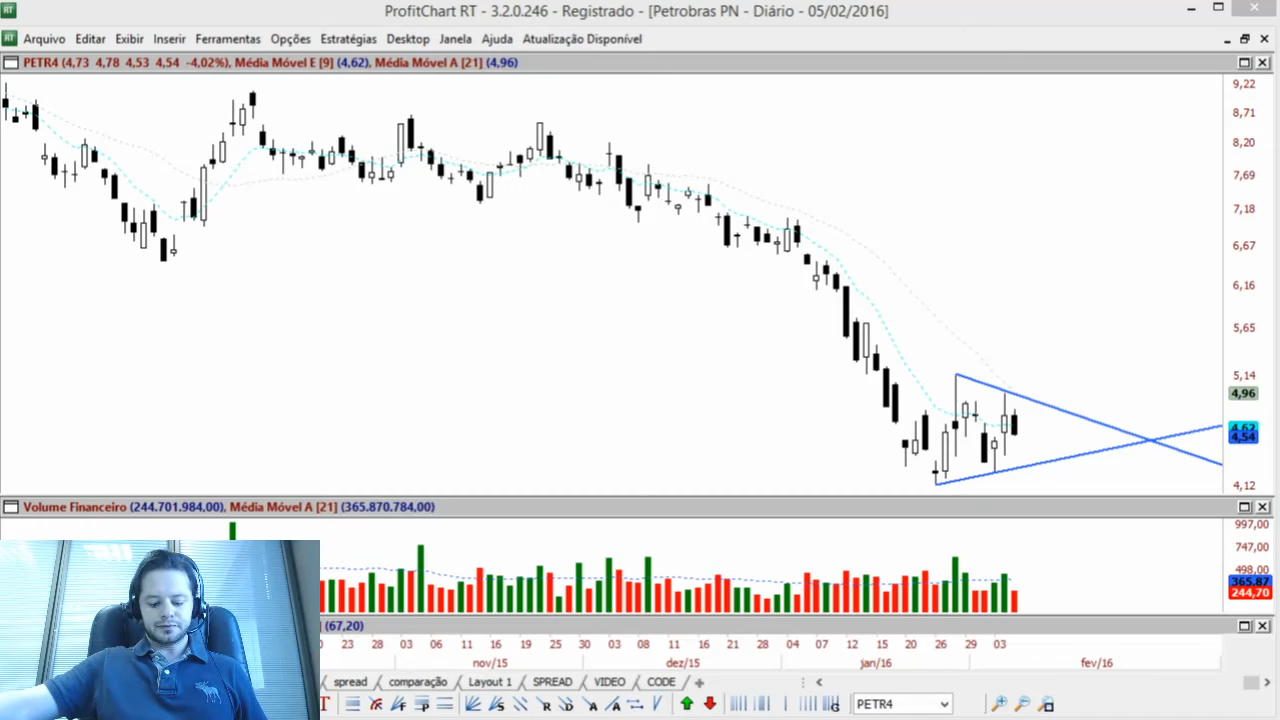 RT ProfitChart RT - 3.2.0.246 - Registrado - [Petrobras PN - Diário - 05/02/2016]
RT Arquivo Editar Exibir Inserir Ferramentas Opções Estratégias Desktop Janela Ajuda Atualização Disponível
PETR4 (4,73 4,78 4,53 4,54 -4,02%), Média Móvel E [9] (4,62), Média Móvel A [21] (4,96)
9,22
8,71
8,20
7,69
7,18
6,67
6,16
5,65
5,14
4,96
4,62
4,54
4,12
Volume Financeiro (244.701.984,00), Média Móvel A [21] (365.870.784,00)
997,00
747,00
498,00
365,87
244,70
] (67,20)
23 28 03 06 11 16 19 25 30 03 08 11 16 21 28 04 07 12 15 20 26 29 03
nov/15 dez/15 jan/16 fev/16
spread comparação Layout 1 SPREAD VIDEO CODE
T F P S R D A A G PETR4